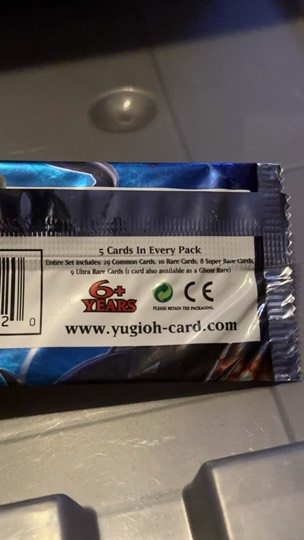 5 Cards In Every Pack
Entire Set Includes: 29 Common Cards, 10 Rare Cards, 8 Super Rare Cards,
9 Ultra Rare Cards (1 card also available as a Ghost Rare)
6+
YEARS
CE
PLEASE RETAIN THE PACKAGING.
www.yugioh-card.com
2 0